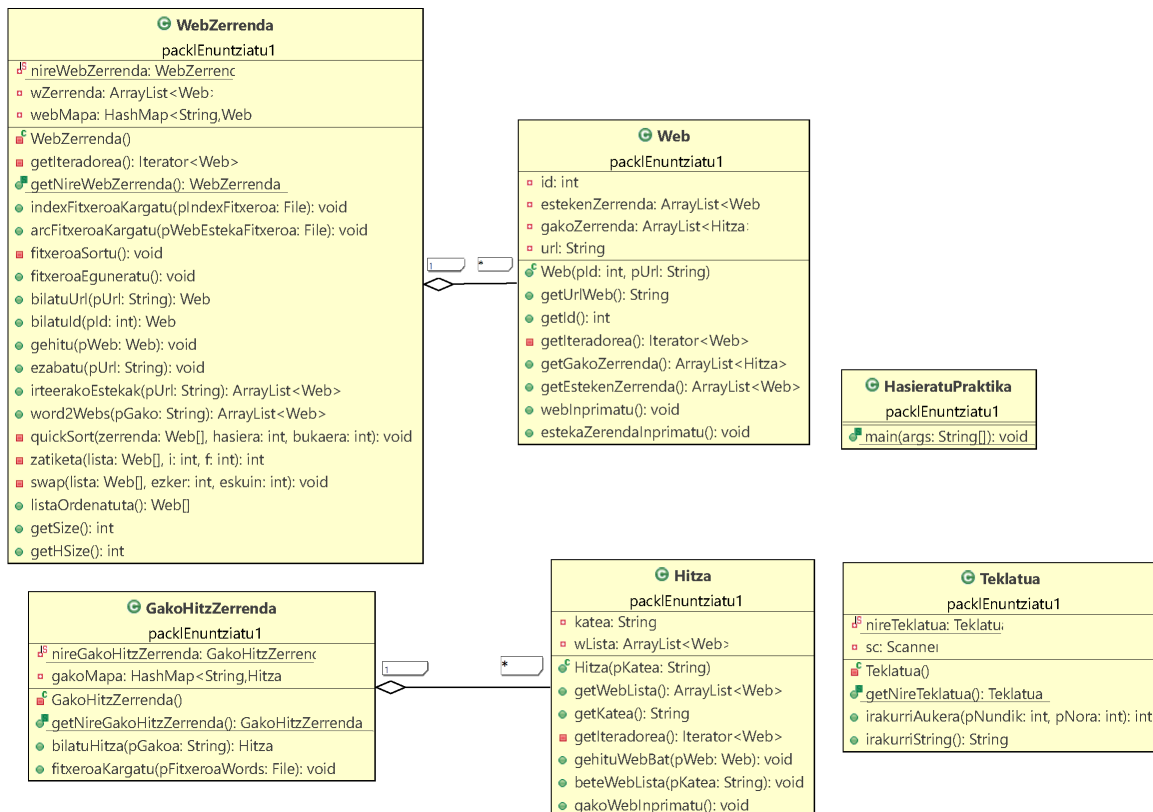 WebZerrenda
packlEnuntziatu1
nireWebZerrenda: WebZerrenc
wZerrenda: ArrayList<Web:
webMapa: HashMap<String,Web
WebZerrenda()
getIteradorea(): Iterator<Web>
getNireWebZerrenda(): WebZerrenda
indexFitxeroaKargatu(pIndexFitxeroa: File): void
arcFitxeroaKargatu(pWebEstekaFitxeroa: File): void
fitxeroaSortu(): void
fitxeroaEguneratu(): void
bilatuUrl(pUrl: String): Web
bilatuId(pId: int): Web
gehitu(pWeb: Web): void
ezabatu(pUrl: String): void
irteerakoEstekak(pUrl: String): ArrayList<Web>
word2Webs(pGako: String): ArrayList<Web>
quickSort(zerrenda: Web[], hasiera: int, bukaera: int): void
zatiketa(lista: Web[], i: int, f: int): int
swap(lista: Web[], ezker: int, eskuin: int): void
listaOrdenatuta(): Web[]
getSize(): int
getHSize(): int
1
*
Web
packlEnuntziatu1
id: int
estekenZerrenda: ArrayList<Web
gakoZerrenda: ArrayList<Hitza:
url: String
Web(pId: int, pUrl: String)
getUrlWeb(): String
getId(): int
getIteradorea(): Iterator<Web>
getGakoZerrenda(): ArrayList<Hitza>
getEstekenZerrenda(): ArrayList<Web>
webInprimatu(): void
estekaZerendaInprimatu(): void
HasieratuPraktika
packlEnuntziatu1
main(args: String[]): void
GakoHitzZerrenda
packlEnuntziatu1
nireGakoHitzZerrenda: GakoHitzZerrenc
gakoMapa: HashMap<String,Hitza
GakoHitzZerrenda()
getNireGakoHitzZerrenda(): GakoHitzZerrenda
bilatuHitza(pGakoa: String): Hitza
fitxeroaKargatu(pFitxeroaWords: File): void
1
*
Hitza
packlEnuntziatu1
katea: String
wLista: ArrayList<Web>
Hitza(pKatea: String)
getWebLista(): ArrayList<Web>
getKatea(): String
getIteradorea(): Iterator<Web>
gehituWebBat(pWeb: Web): void
beteWebLista(pKatea: String): void
gakoWebInprimatu(): void
Teklatua
packlEnuntziatu1
nireTeklatua: Teklatu
sc: Scanner
Teklatua()
getNireTeklatua(): Teklatua
irakurriAukera(pNundik: int, pNora: int): int
irakurriString(): String